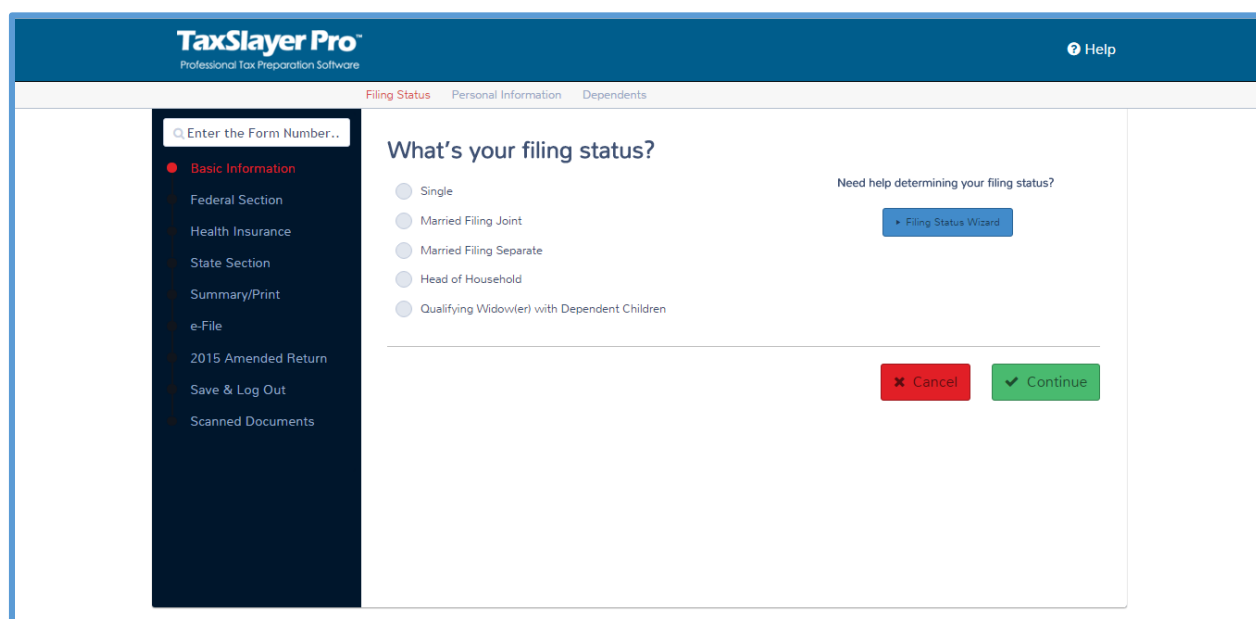 TaxSlayer Pro™
Professional Tax Preparation Software
Help
Filing Status Personal Information Dependents
Enter the Form Number..
Basic Information
Federal Section
Health Insurance
State Section
Summary/Print
e-File
2015 Amended Return
Save & Log Out
Scanned Documents
What's your filing status?
Single
Married Filing Joint
Married Filing Separate
Head of Household
Qualifying Widow(er) with Dependent Children
Need help determining your filing status?
Filing Status Wizard
Cancel
Continue